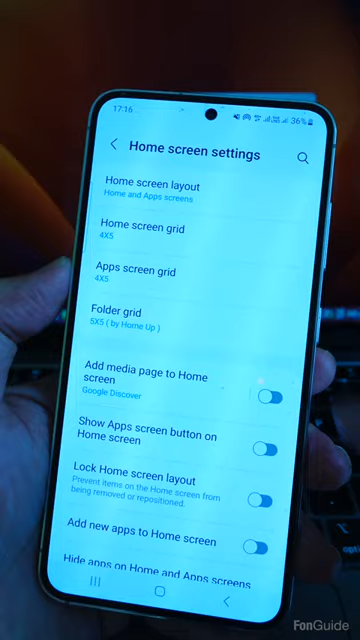 17:16
36%
Home screen settings
Home screen layout
Home and Apps screens
Home screen grid
4X5
Apps screen grid
4X5
Folder grid
5X5 ( by Home Up )
Add media page to Home
screen
Google Discover
Show Apps screen button on
Home screen
Lock Home screen layout
Prevent items on the Home screen from
being removed or repositioned.
Add new apps to Home screen
Hide apps on Home and Apps screens
FonGuide